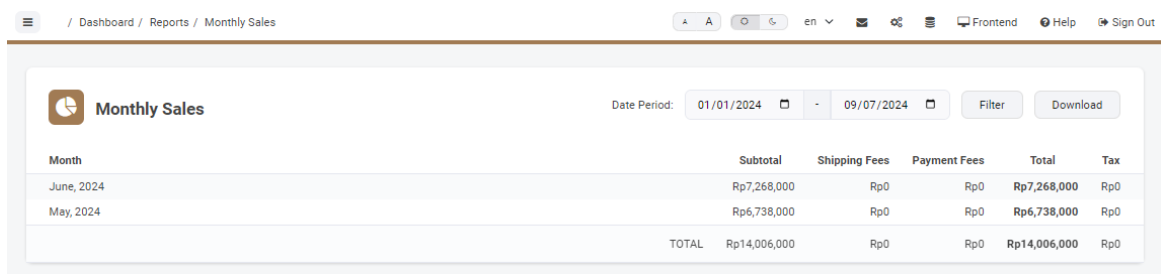 / Dashboard / Reports / Monthly Sales A A en Frontend Help Sign Out
Monthly Sales Date Period: 01/01/2024 - 09/07/2024 Filter Download
Month Subtotal Shipping Fees Payment Fees Total Tax
June, 2024 Rp7,268,000 Rp0 Rp0 Rp7,268,000 Rp0
May, 2024 Rp6,738,000 Rp0 Rp0 Rp6,738,000 Rp0
TOTAL Rp14,006,000 Rp0 Rp0 Rp14,006,000 Rp0